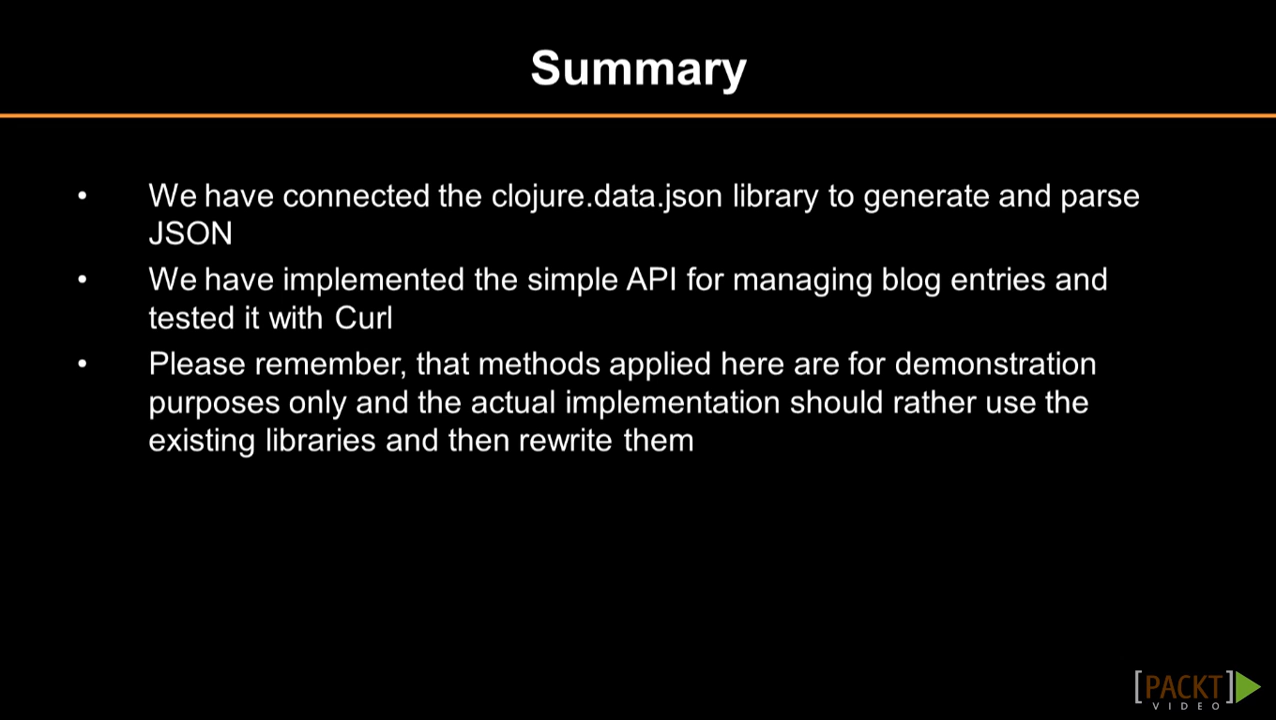 Summary
• We have connected the clojure.data.json library to generate and parse
JSON
• We have implemented the simple API for managing blog entries and
tested it with Curl
• Please remember, that methods applied here are for demonstration
purposes only and the actual implementation should rather use the
existing libraries and then rewrite them
[PACKT]
VIDEO